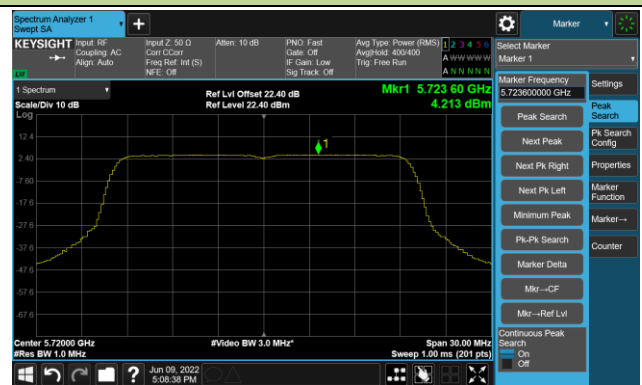 Spectrum Analyzer 1
Swept SA
+
Marker
KEYSIGHT
Input: RF
Coupling: AC
Align: Auto
Input Z: 50 Ω
Corr CCorr
Freq Ref: Int (S)
NFE: Off
Atten: 10 dB
PNO: Fast
Gate: Off
IF Gain: Low
Sig Track: Off
Avg Type: Power (RMS)
Avg|Hold: 400/400
Trig: Free Run
1 2 3 4 5 6
A W W W W W
A N N N N N
LXI
Select Marker
Marker 1
1 Spectrum
Scale/Div 10 dB
Log
Ref Lvl Offset 22.40 dB
Ref Level 22.40 dBm
Mkr1 5.723 60 GHz
4.213 dBm
12.4
2.40
-7.60
-17.6
-27.6
-37.6
-47.6
-57.6
-67.6
1
Center 5.72000 GHz
#Res BW 1.0 MHz
#Video BW 3.0 MHz*
Span 30.00 MHz
Sweep 1.00 ms (201 pts)
Marker Frequency
5.723600000 GHz
Peak Search
Next Peak
Next Pk Right
Next Pk Left
Minimum Peak
Pk-Pk Search
Marker Delta
Mkr→CF
Mkr→Ref Lvl
Continuous Peak
Search
On
Off
Settings
Peak
Search
Pk Search
Config
Properties
Marker
Function
Marker→
Counter
?
Jun 09, 2022
5:08:38 PM